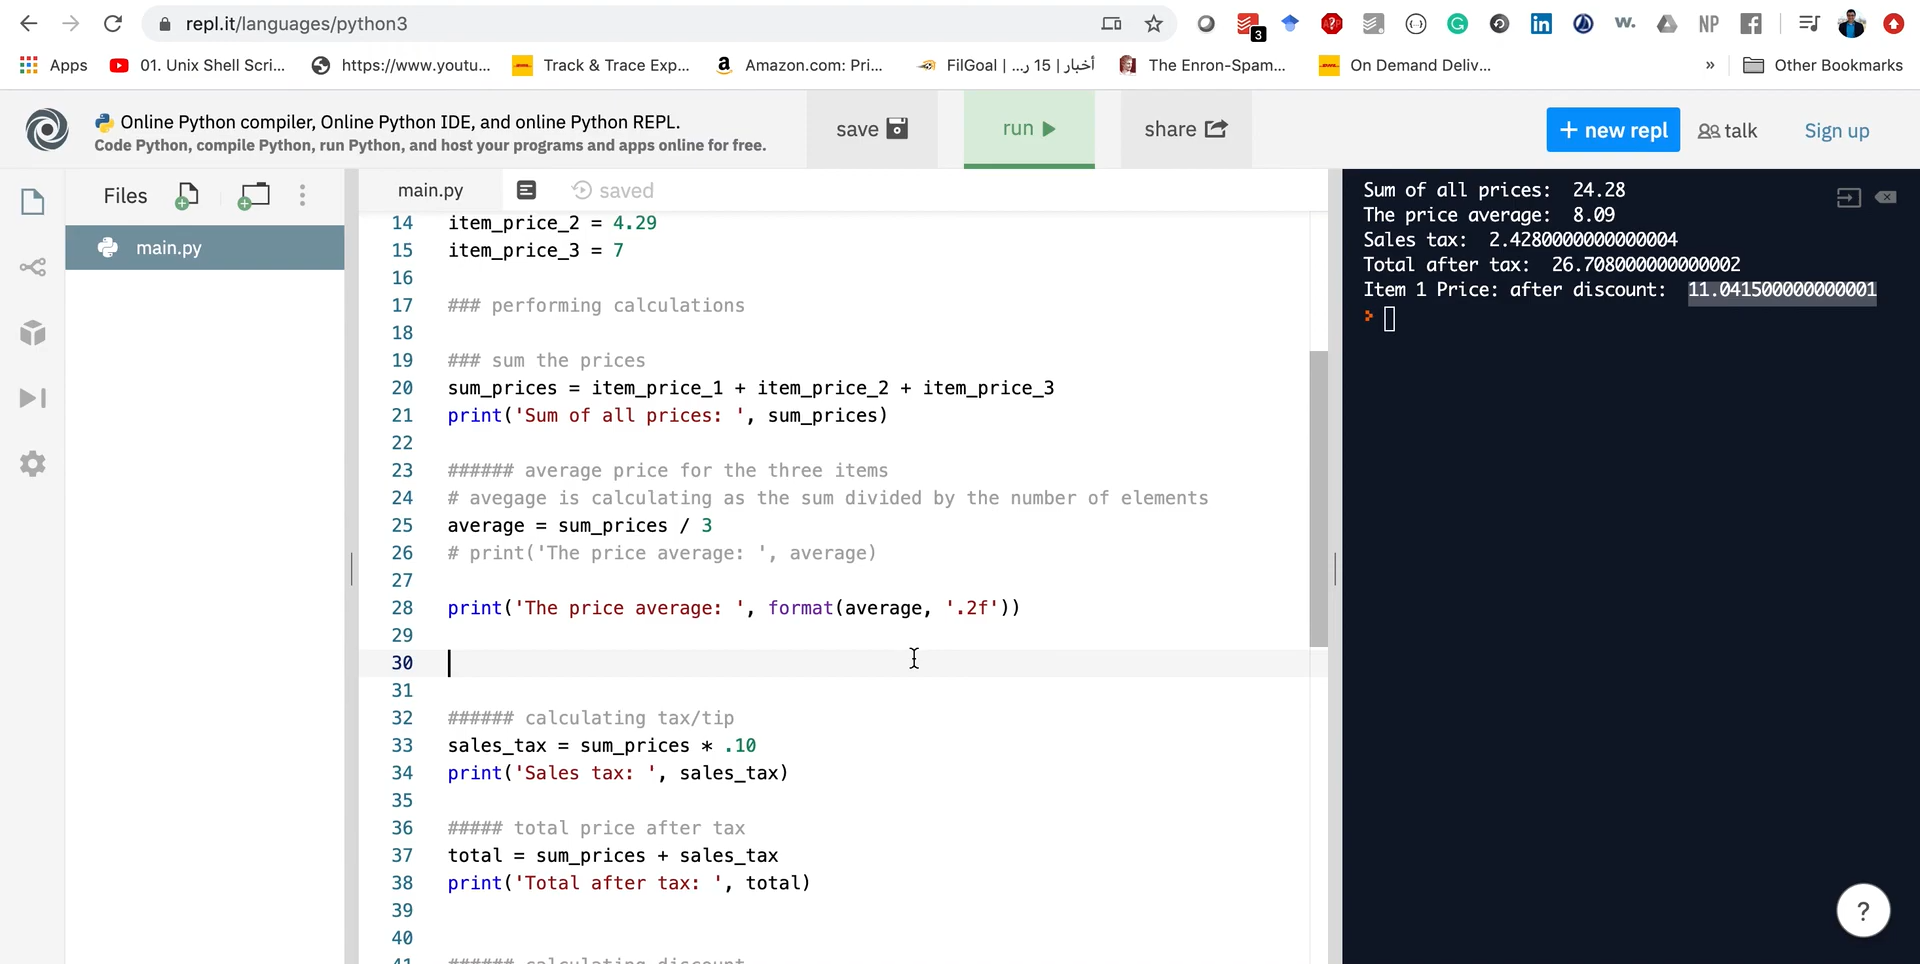 repl.it/languages/python3
3
W.
NP
Apps
01. Unix Shell Scri...
https://www.youtu...
Track & Trace Exp...
Amazon.com: Pri...
أخبار | 15 ر... | FilGoal
The Enron-Spam...
On Demand Deliv...
»
Other Bookmarks
Online Python compiler, Online Python IDE, and online Python REPL.
Code Python, compile Python, run Python, and host your programs and apps online for free.
save
run
share
+ new repl
talk
Sign up
Files
main.py
main.py
saved
14 item_price_2 = 4.29
15 item_price_3 = 7
16
17 ### performing calculations
18
19 ### sum the prices
20 sum_prices = item_price_1 + item_price_2 + item_price_3
21 print('Sum of all prices: ', sum_prices)
22
23 ###### average price for the three items
24 # avegage is calculating as the sum divided by the number of elements
25 average = sum_prices / 3
26 # print('The price average: ', average)
27
28 print('The price average: ', format(average, '.2f'))
29
30
31
32 ###### calculating tax/tip
33 sales_tax = sum_prices * .10
34 print('Sales tax: ', sales_tax)
35
36 ##### total price after tax
37 total = sum_prices + sales_tax
38 print('Total after tax: ', total)
39
40
41 ###### calculating discount
Sum of all prices:  24.28
The price average:  8.09
Sales tax:  2.4280000000000004
Total after tax:  26.708000000000002
Item 1 Price: after discount:  11.041500000000001
?